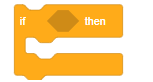 if then